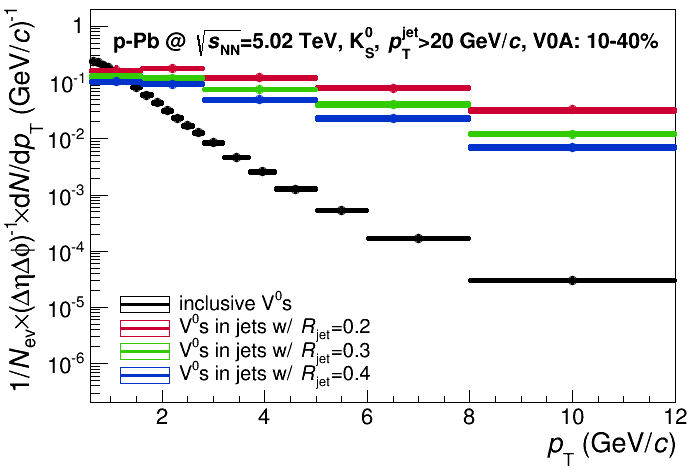 p-Pb @ √sNN=5.02 TeV, K0S, pTjet>20 GeV/c, V0A: 10-40%
1/Nev×(ΔηΔφ)-1×dN/dpT (GeV/c)-1
1
10-1
10-2
10-3
10-4
10-5
10-6
inclusive V0s
V0s in jets w/ Rjet=0.2
V0s in jets w/ Rjet=0.3
V0s in jets w/ Rjet=0.4
2 4 6 8 10 12
pT (GeV/c)